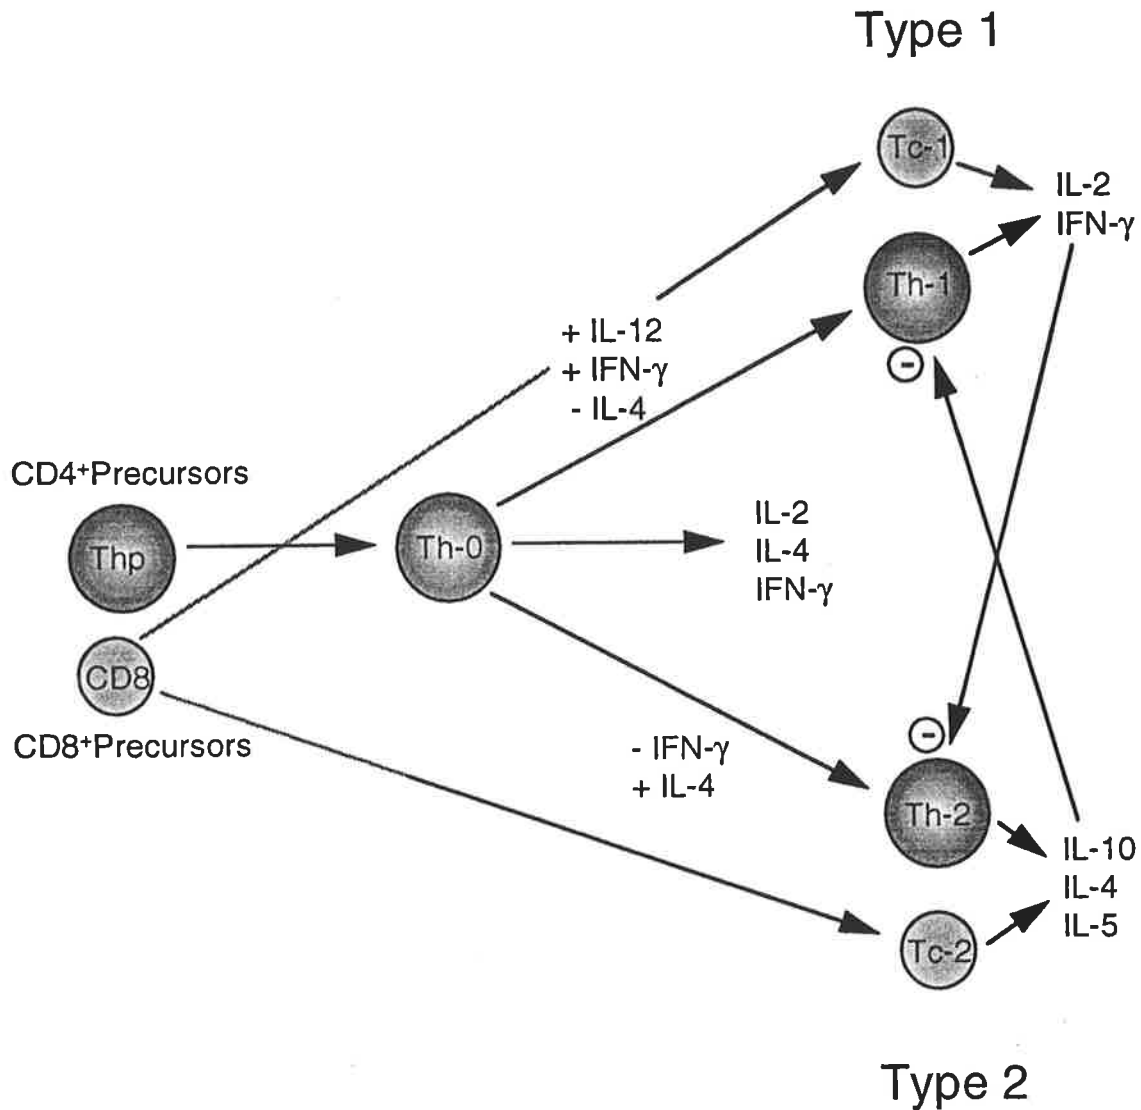 Type 1
Tc-1
IL-2
IFN-γ
Th-1
-
+ IL-12
+ IFN-γ
- IL-4
CD4⁺Precursors
Thp
Th-0
IL-2
IL-4
IFN-γ
CD8
CD8⁺Precursors
- IFN-γ
+ IL-4
-
Th-2
IL-10
IL-4
IL-5
Tc-2
Type 2